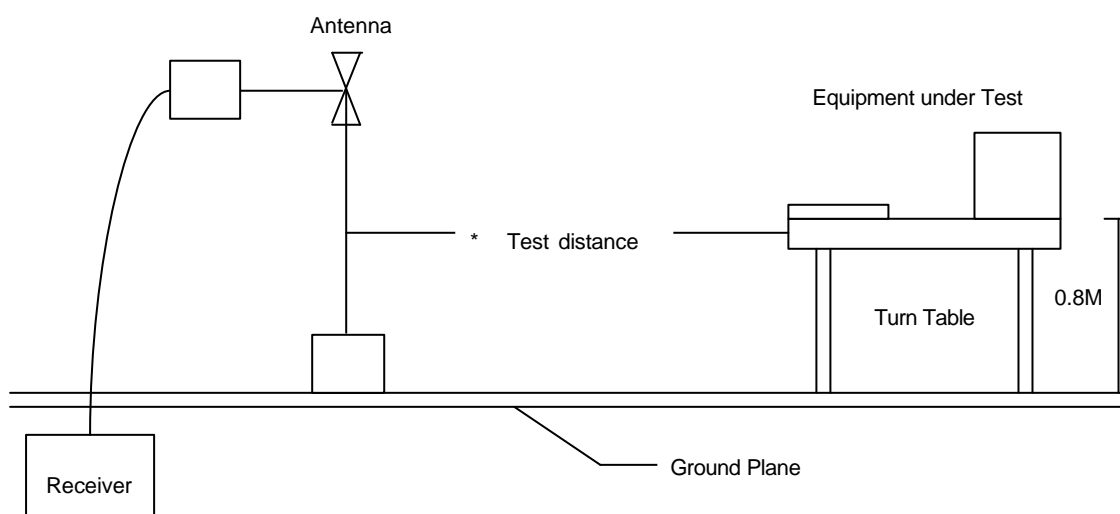 Antenna
Equipment under Test
* Test distance
0.8M
Turn Table
Ground Plane
Receiver